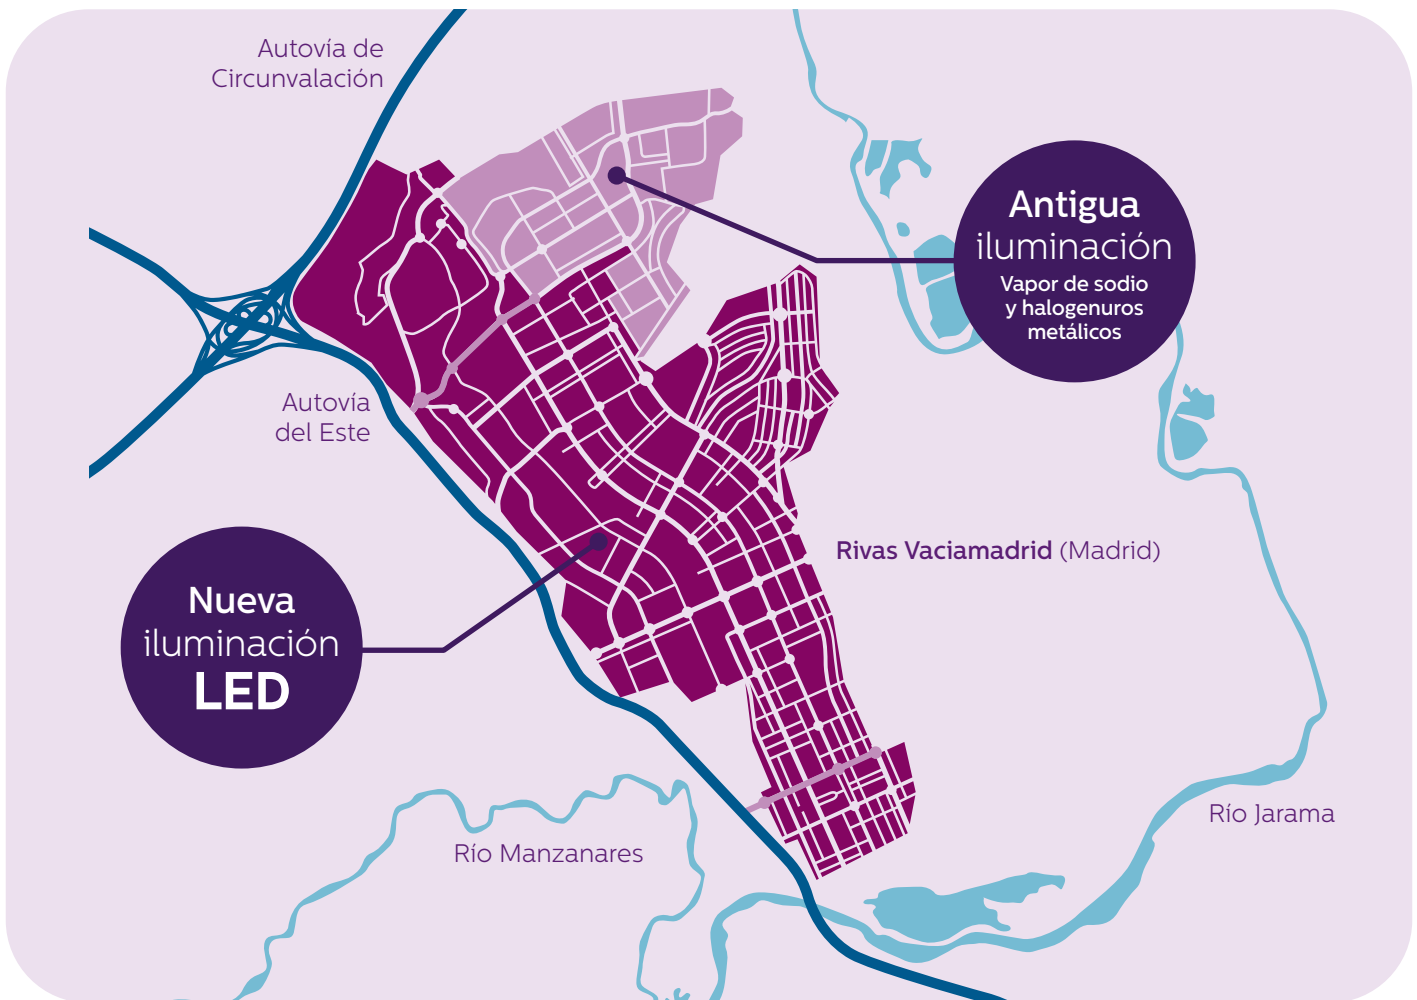 Autovía de
Circunvalación
Antigua
iluminación
Vapor de sodio
y halogenuros
metálicos
Autovía
del Este
Rivas Vaciamadrid (Madrid)
Nueva
iluminación
LED
Río Jarama
Río Manzanares